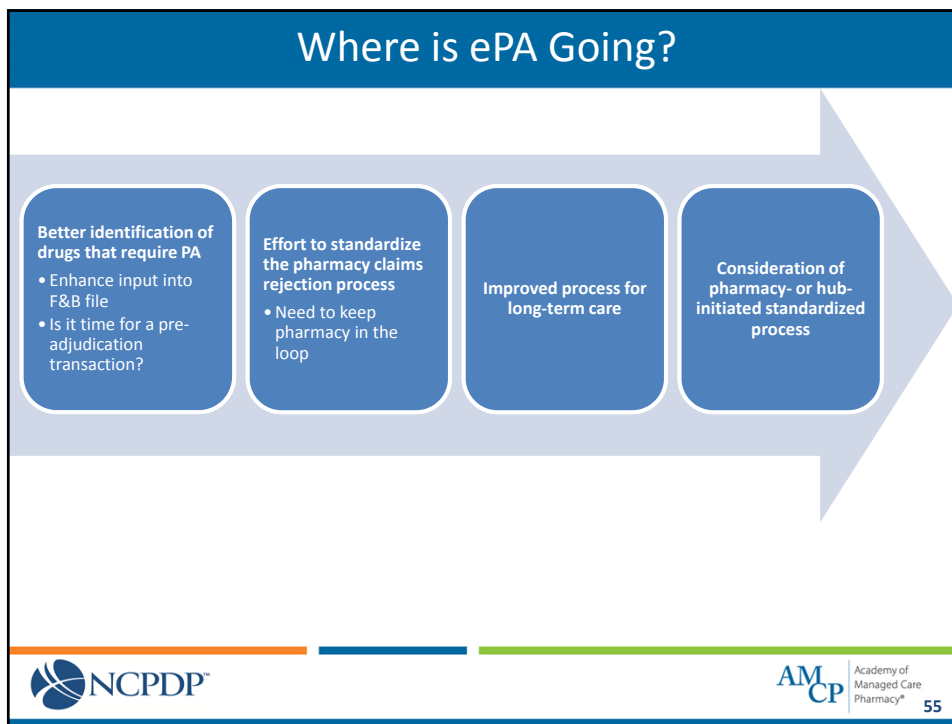 Where is ePA Going?
Better identification of
drugs that require PA
• Enhance input into
F&B file
• Is it time for a pre-
adjudication
transaction?
Effort to standardize
the pharmacy claims
rejection process
• Need to keep
pharmacy in the
loop
Improved process for
long-term care
Consideration of
pharmacy- or hub-
initiated standardized
process
NCPDP™
AMCP
Academy of
Managed Care
Pharmacy®
55